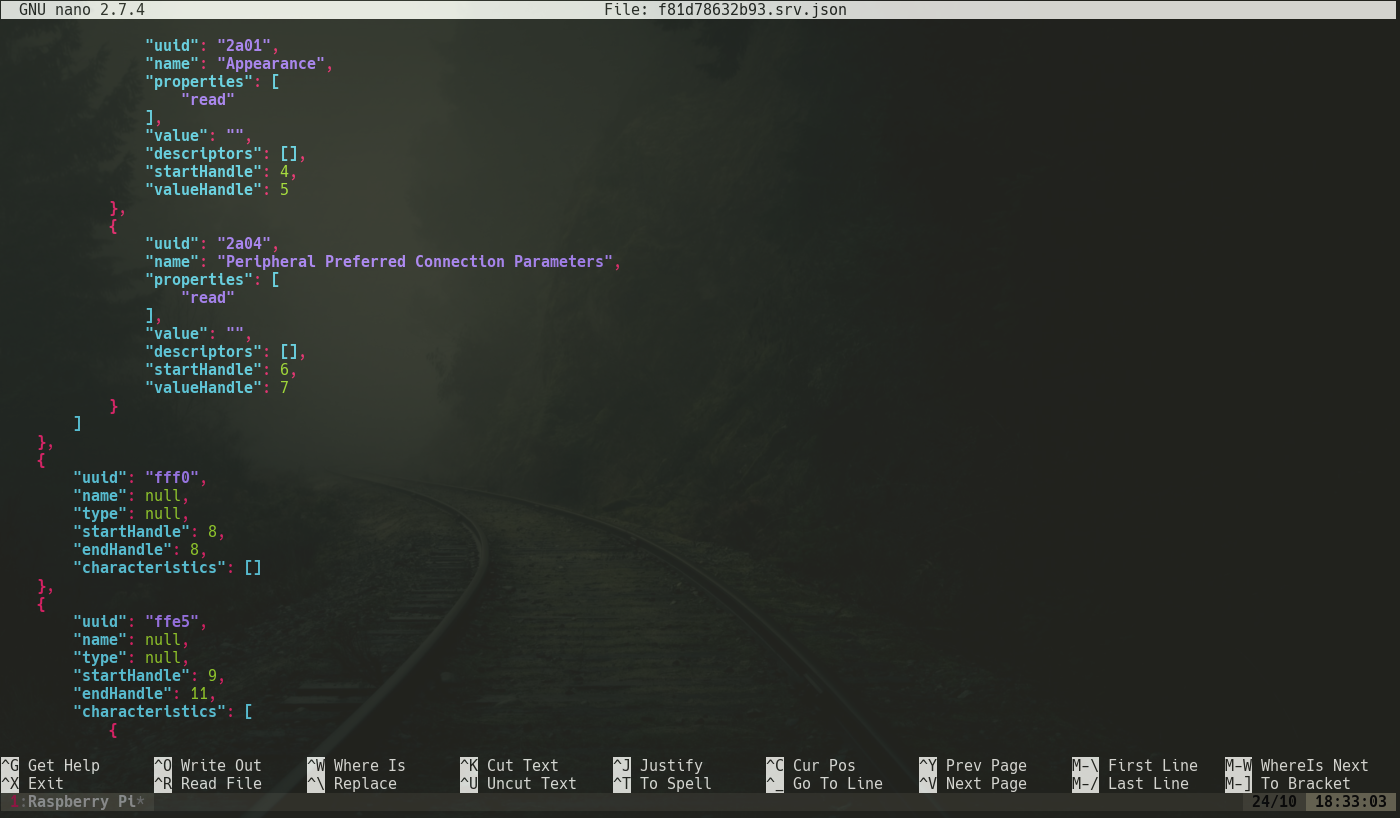 GNU nano 2.7.4 File: f81d78632b93.srv.json
"uuid": "2a01",
"name": "Appearance",
"properties": [
"read"
],
"value": "",
"descriptors": [],
"startHandle": 4,
"valueHandle": 5
},
{
"uuid": "2a04",
"name": "Peripheral Preferred Connection Parameters",
"properties": [
"read"
],
"value": "",
"descriptors": [],
"startHandle": 6,
"valueHandle": 7
}
]
},
{
"uuid": "fff0",
"name": null,
"type": null,
"startHandle": 8,
"endHandle": 8,
"characteristics": []
},
{
"uuid": "ffe5",
"name": null,
"type": null,
"startHandle": 9,
"endHandle": 11,
"characteristics": [
{
^G Get Help ^O Write Out ^W Where Is ^K Cut Text ^J Justify ^C Cur Pos ^Y Prev Page M-\ First Line M-W WhereIs Next
^X Exit ^R Read File ^\ Replace ^U Uncut Text ^T To Spell ^_ Go To Line ^V Next Page M-/ Last Line M-] To Bracket
1:Raspberry Pi* 24/10 18:33:03